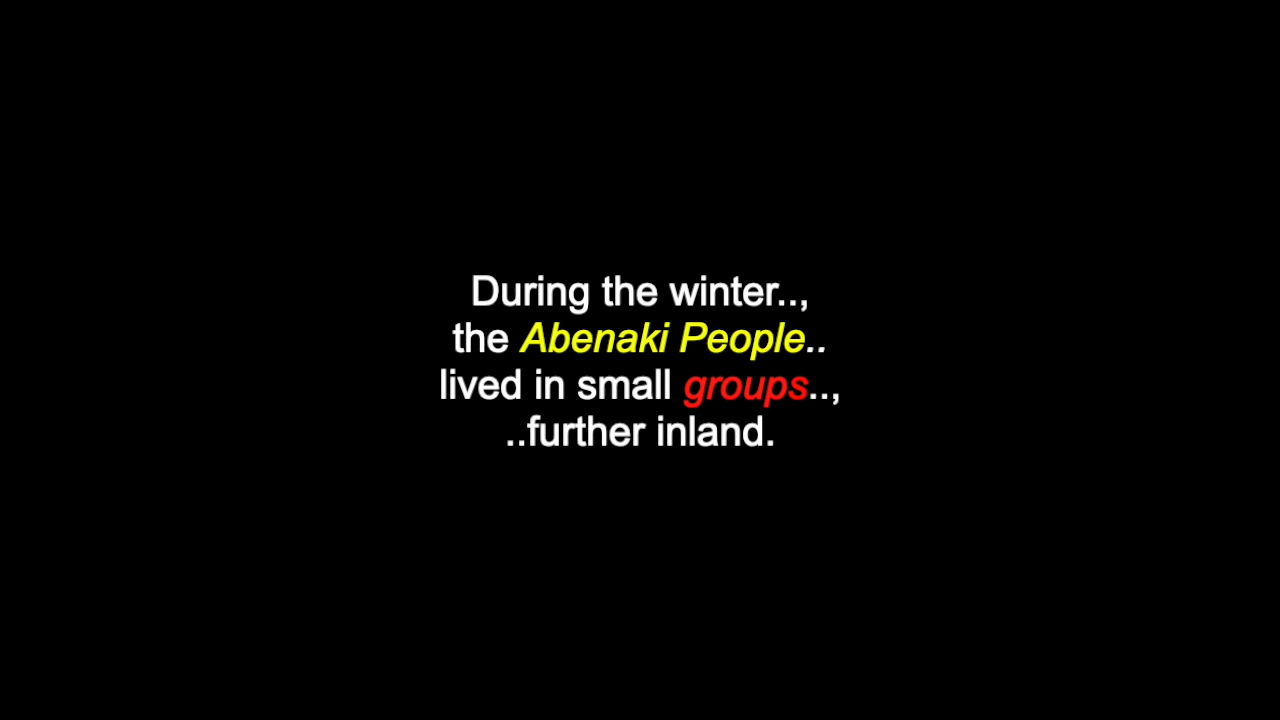 During the winter..,
the Abenaki People..
lived in small groups..,
..further inland.